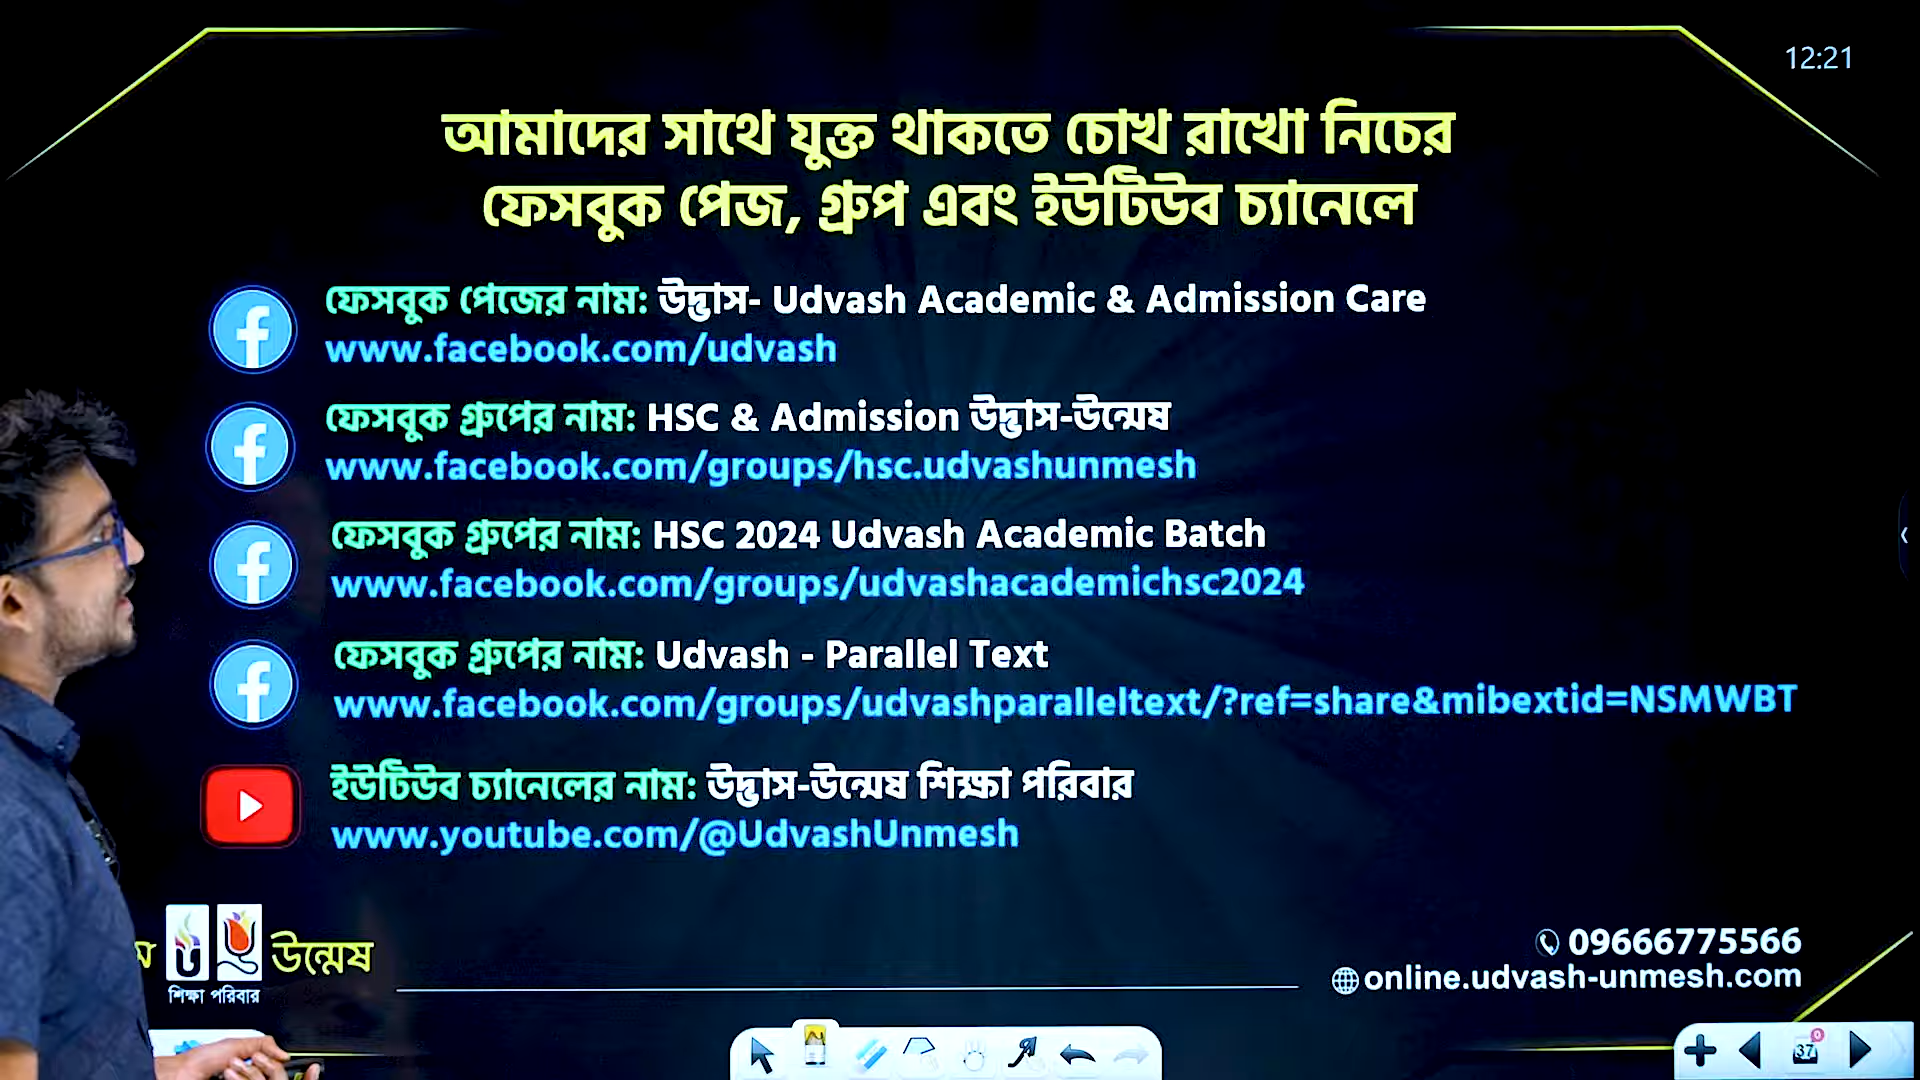 12:21
আমাদের সাথে যুক্ত থাকতে চোখ রাখো নিচের
ফেসবুক পেজ, গ্রুপ এবং ইউটিউব চ্যানেলে
ফেসবুক পেজের নাম: উদ্ভাস- Udvash Academic & Admission Care
www.facebook.com/udvash
ফেসবুক গ্রুপের নাম: HSC & Admission উদ্ভাস-উন্মেষ
www.facebook.com/groups/hsc.udvashunmesh
ফেসবুক গ্রুপের নাম: HSC 2024 Udvash Academic Batch
www.facebook.com/groups/udvashacademichsc2024
ফেসবুক গ্রুপের নাম: Udvash - Parallel Text
www.facebook.com/groups/udvashparalleltext/?ref=share&mibextid=NSMWBT
ইউটিউব চ্যানেলের নাম: উদ্ভাস-উন্মেষ শিক্ষা পরিবার
www.youtube.com/@UdvashUnmesh
উন্মেষ
শিক্ষা পরিবার
09666775566
online.udvash-unmesh.com
37
0